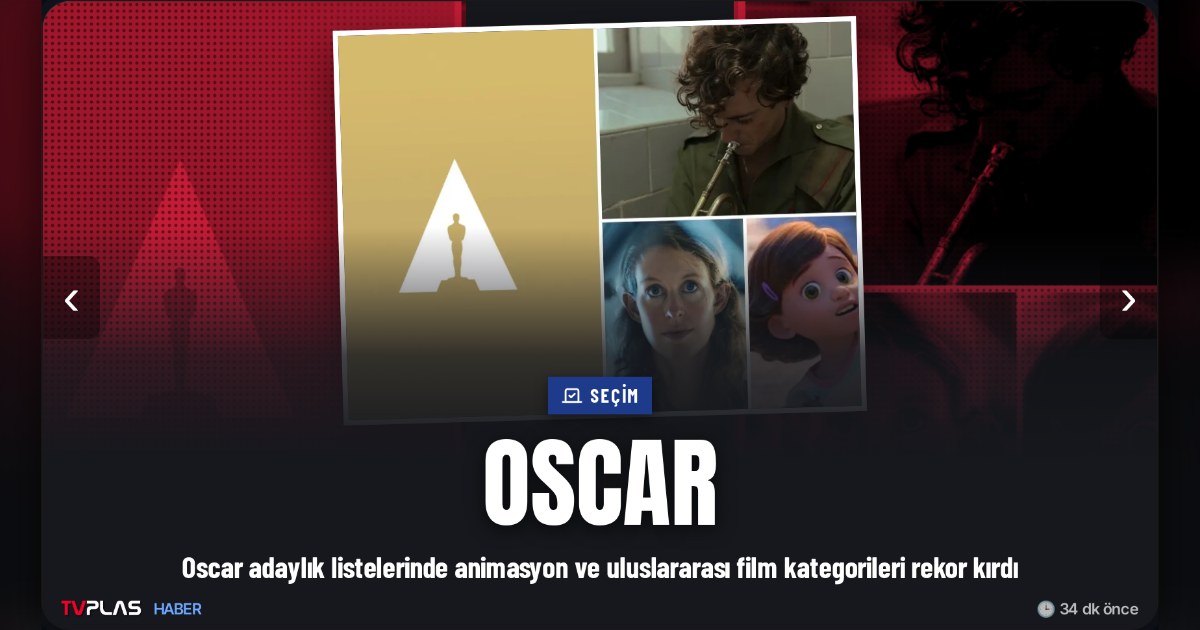 SEÇİM
OSCAR
Oscar adaylık listelerinde animasyon ve uluslararası film kategorileri rekor kırdı
TVPLAS HABER
34 dk önce